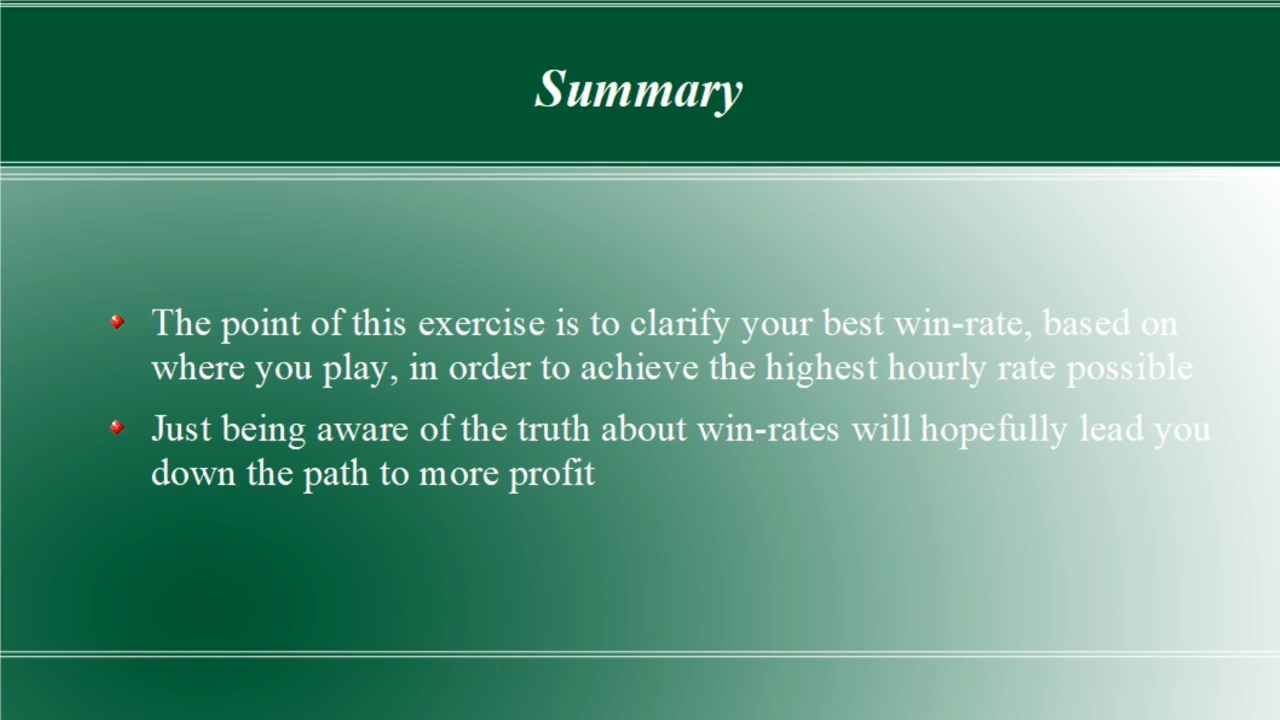 Summary
The point of this exercise is to clarify your best win-rate, based on
where you play, in order to achieve the highest hourly rate possible
Just being aware of the truth about win-rates will hopefully lead you
down the path to more profit